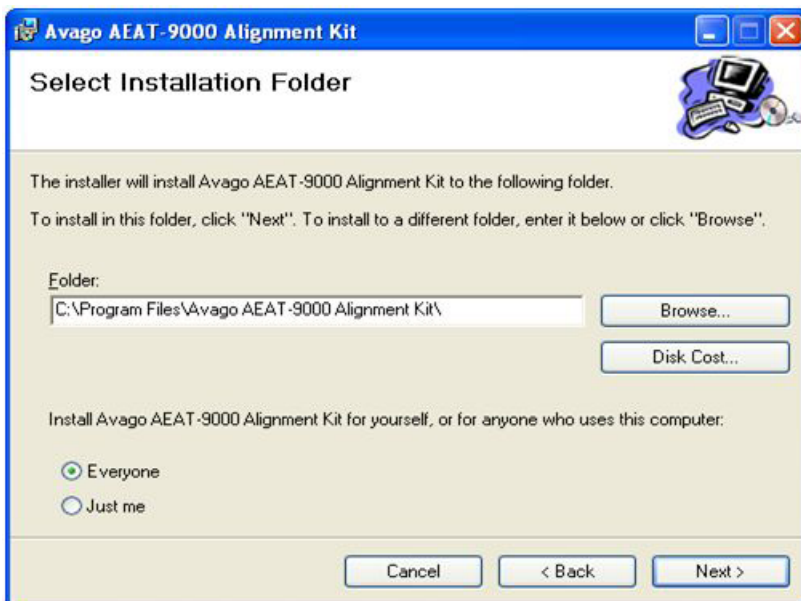 Avago AEAT-9000 Alignment Kit
Select Installation Folder
The installer will install Avago AEAT-9000 Alignment Kit to the following folder.
To install in this folder, click "Next". To install to a different folder, enter it below or click "Browse".
Folder:
C:\Program Files\Avago AEAT-9000 Alignment Kit\
Browse...
Disk Cost...
Install Avago AEAT-9000 Alignment Kit for yourself, or for anyone who uses this computer:
Everyone
Just me
Cancel
< Back
Next >